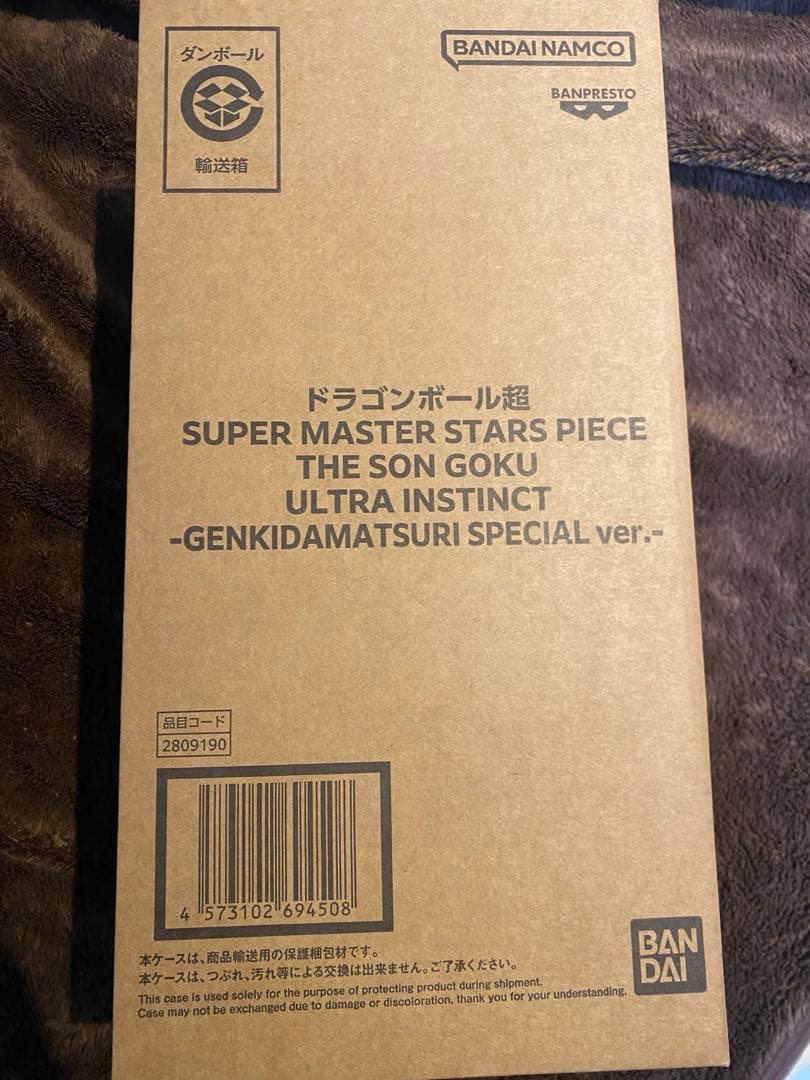 ダンボール
輸送箱
BANDAI NAMCO
BANPRESTO
ドラゴンボール超
SUPER MASTER STARS PIECE
THE SON GOKU
ULTRA INSTINCT
-GENKIDAMATSURI SPECIAL ver.-
品目コード
2809190
4 573102 694508
本ケースは、商品輸送用の保護梱包材です。
本ケースは、つぶれ、汚れ等による交換は出来ません。ご了承ください。
This case is used solely for the purpose of protecting product during shipment.
Case may not be exchanged due to damage or discoloration, thank you for your understanding.
BAN
DAI